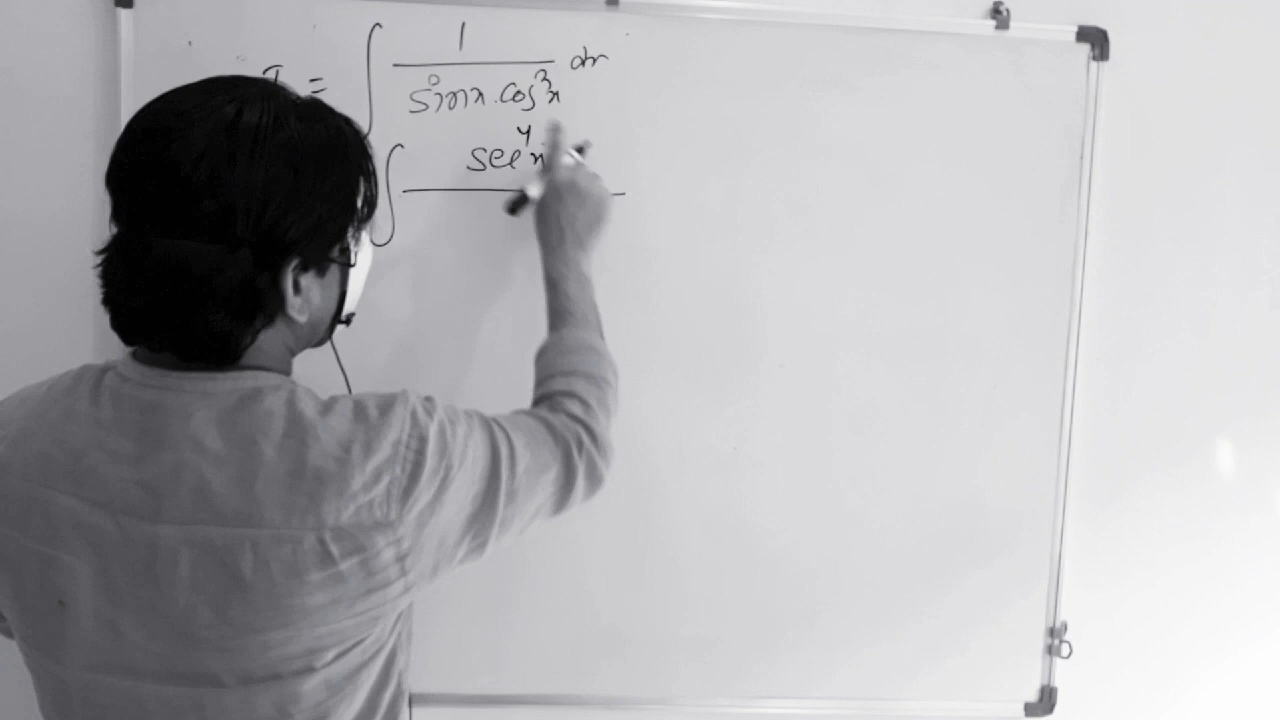 I = ∫ 1 / sinx.cos³x dx
∫ sec⁴x